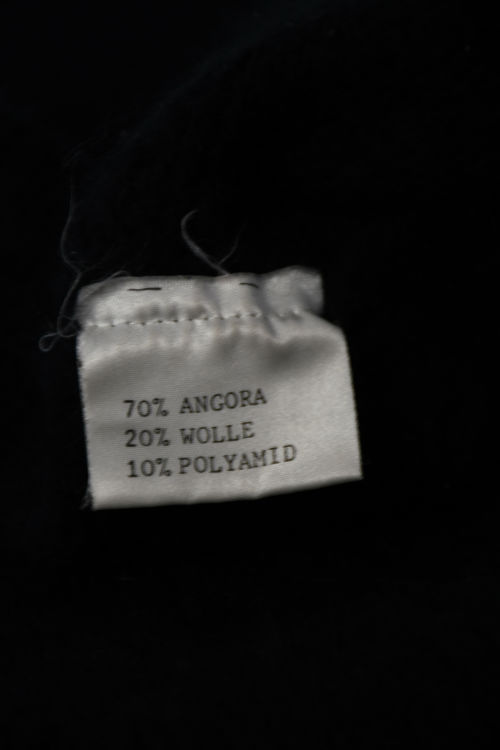 70% ANGORA
20% WOLLE
10% POLYAMID